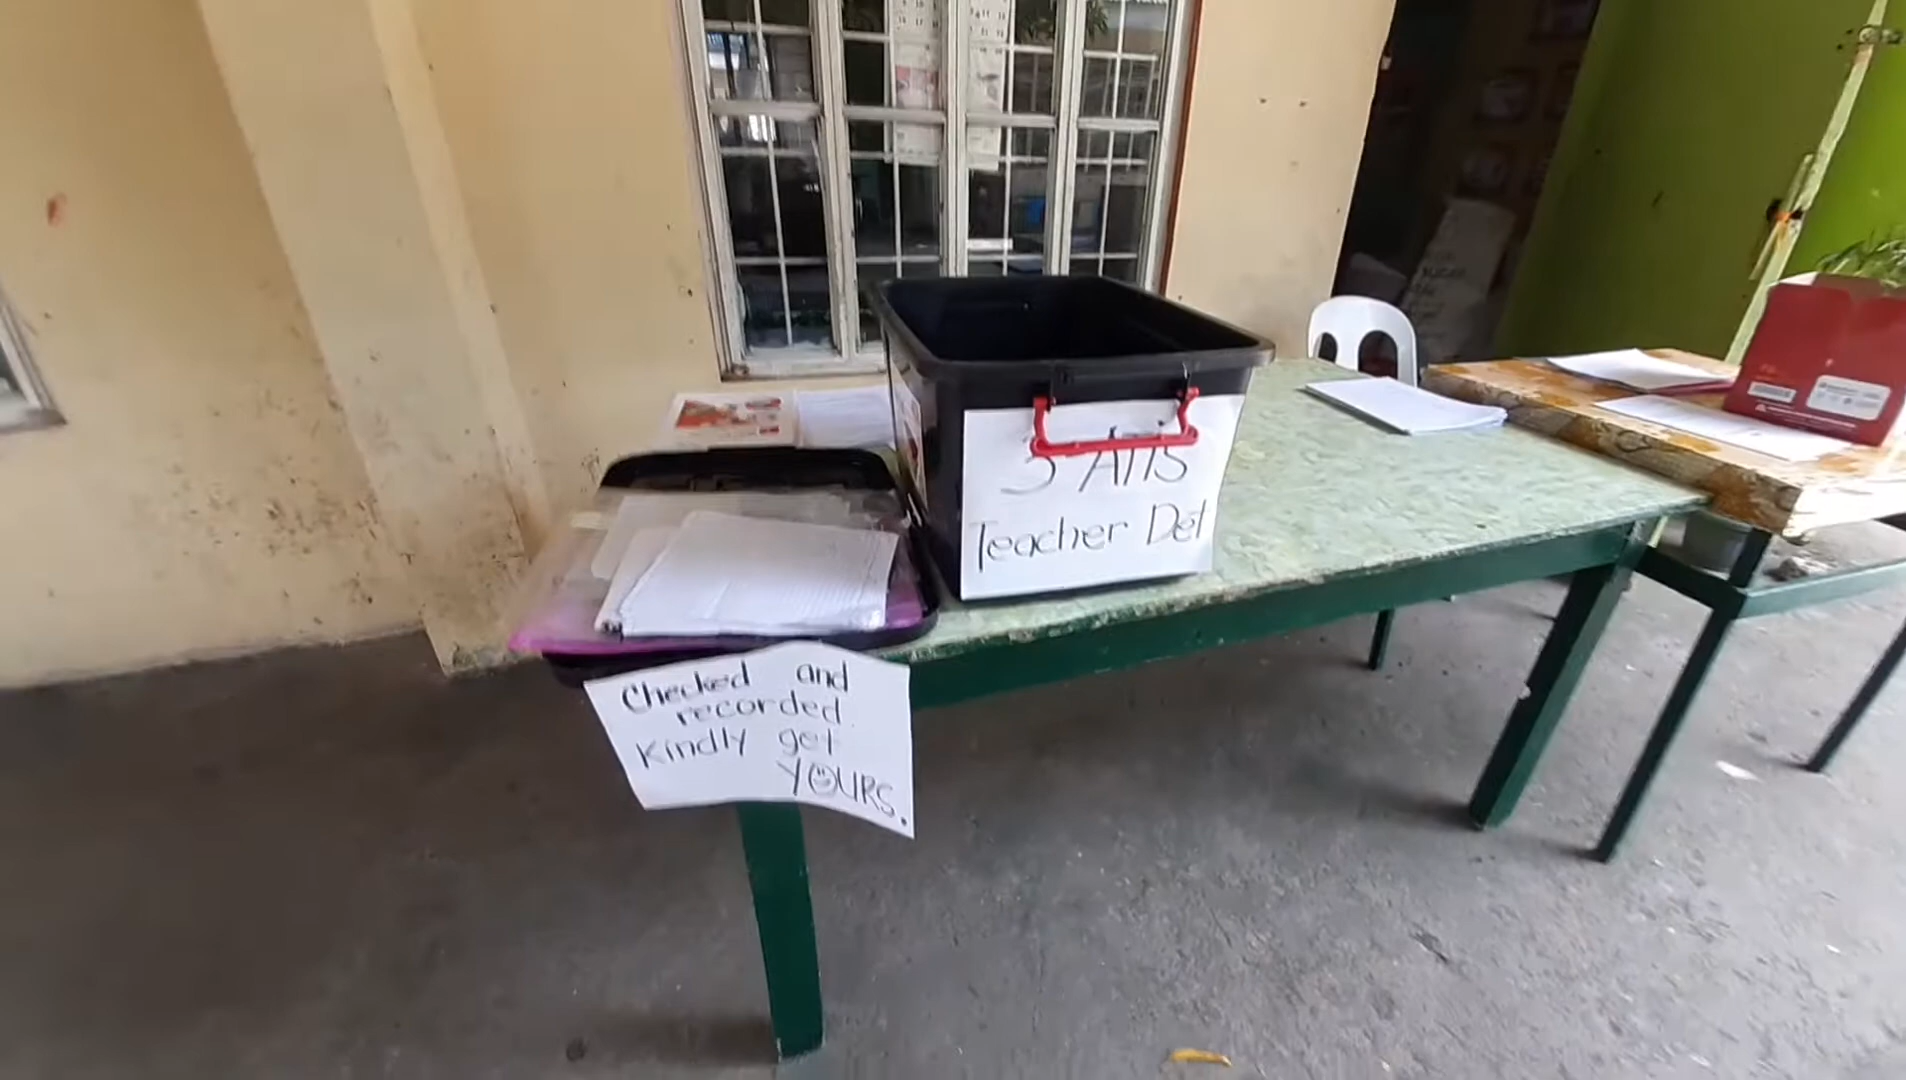 Teacher Det
Checked and
recorded.
Kindly get
YOURS.